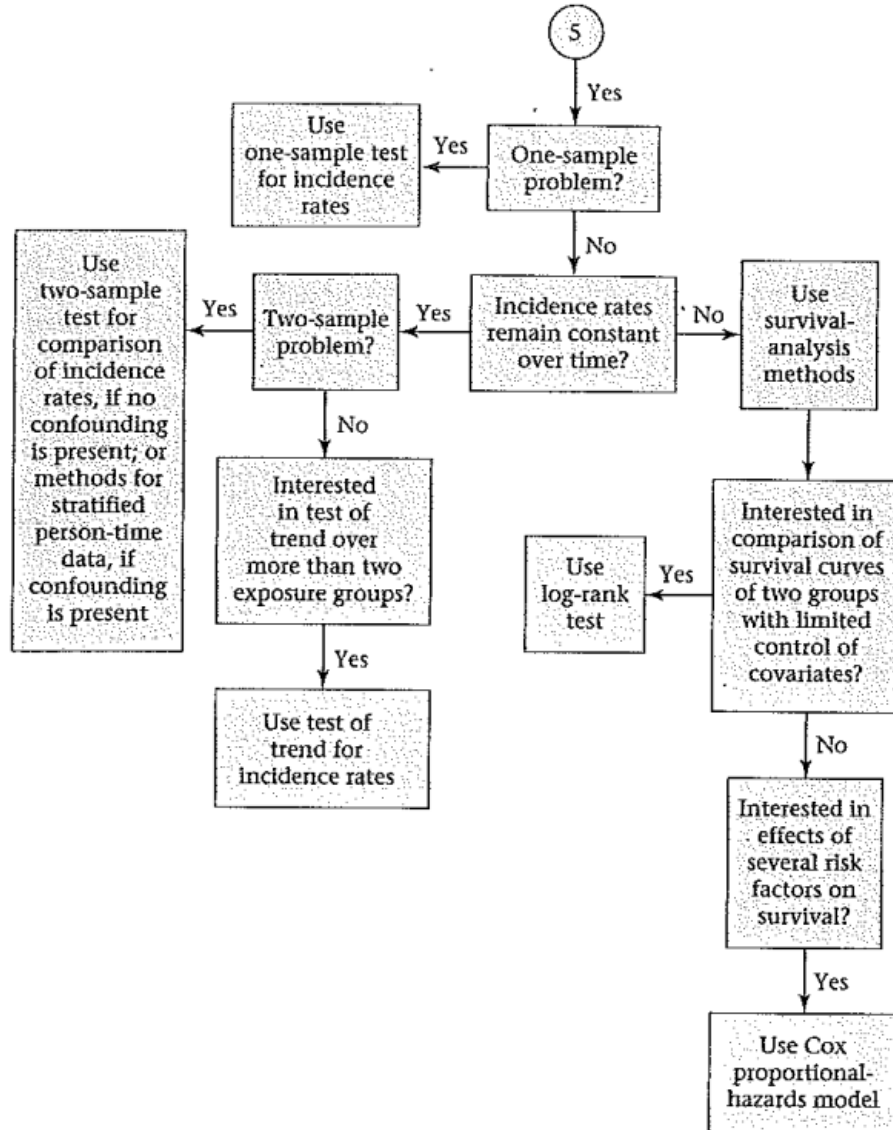 5
Yes
Use
one-sample test
for incidence
rates
Yes
One-sample
problem?
No
Use
two-sample
test for
comparison
of incidence
rates, if no
confounding
is present; or
methods for
stratified
person-time
data, if
confounding
is present
Yes
Two-sample
problem?
Yes
Incidence rates
remain constant
over time?
No
Use
survival-
analysis
methods
No
Interested
in test of
trend over
more than two
exposure groups?
Yes
Use test of
trend for
incidence rates
Use
log-rank
test
Yes
Interested in
comparison of
survival curves
of two groups
with limited
control of
covariates?
No
Interested in
effects of
several risk
factors on
survival?
Yes
Use Cox
proportional-
hazards model